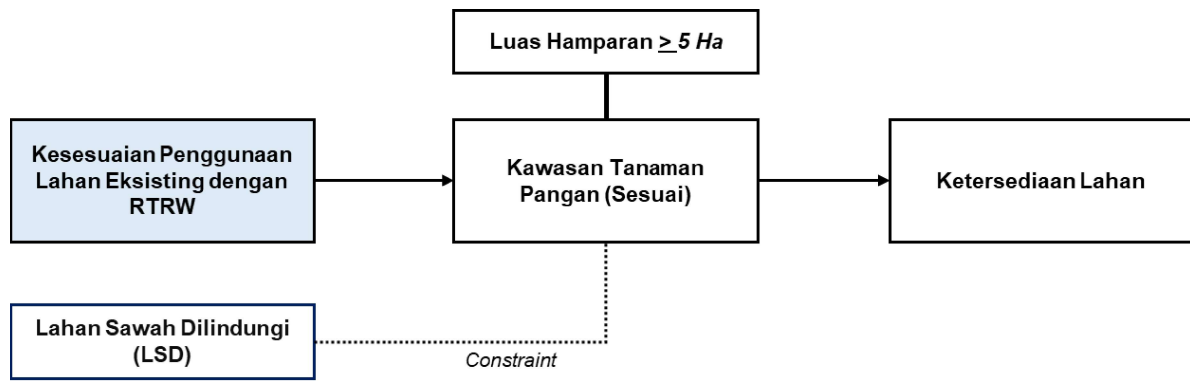 Luas Hamparan > 5 Ha
Kesesuaian Penggunaan
Lahan Eksisting dengan
RTRW
Kawasan Tanaman
Pangan (Sesuai)
Ketersediaan Lahan
Lahan Sawah Dilindungi
(LSD)
Constraint